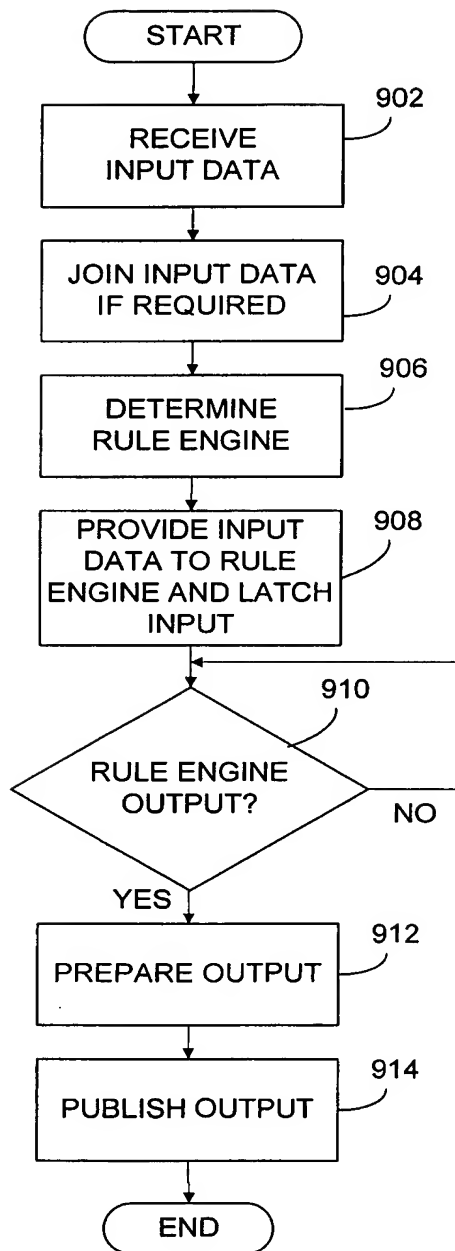 START
902
RECEIVE
INPUT DATA
JOIN INPUT DATA
IF REQUIRED
904
906
DETERMINE
RULE ENGINE
PROVIDE INPUT
DATA TO RULE
ENGINE AND LATCH
INPUT
908
910
RULE ENGINE
OUTPUT?
NO
YES
912
PREPARE OUTPUT
914
PUBLISH OUTPUT
END